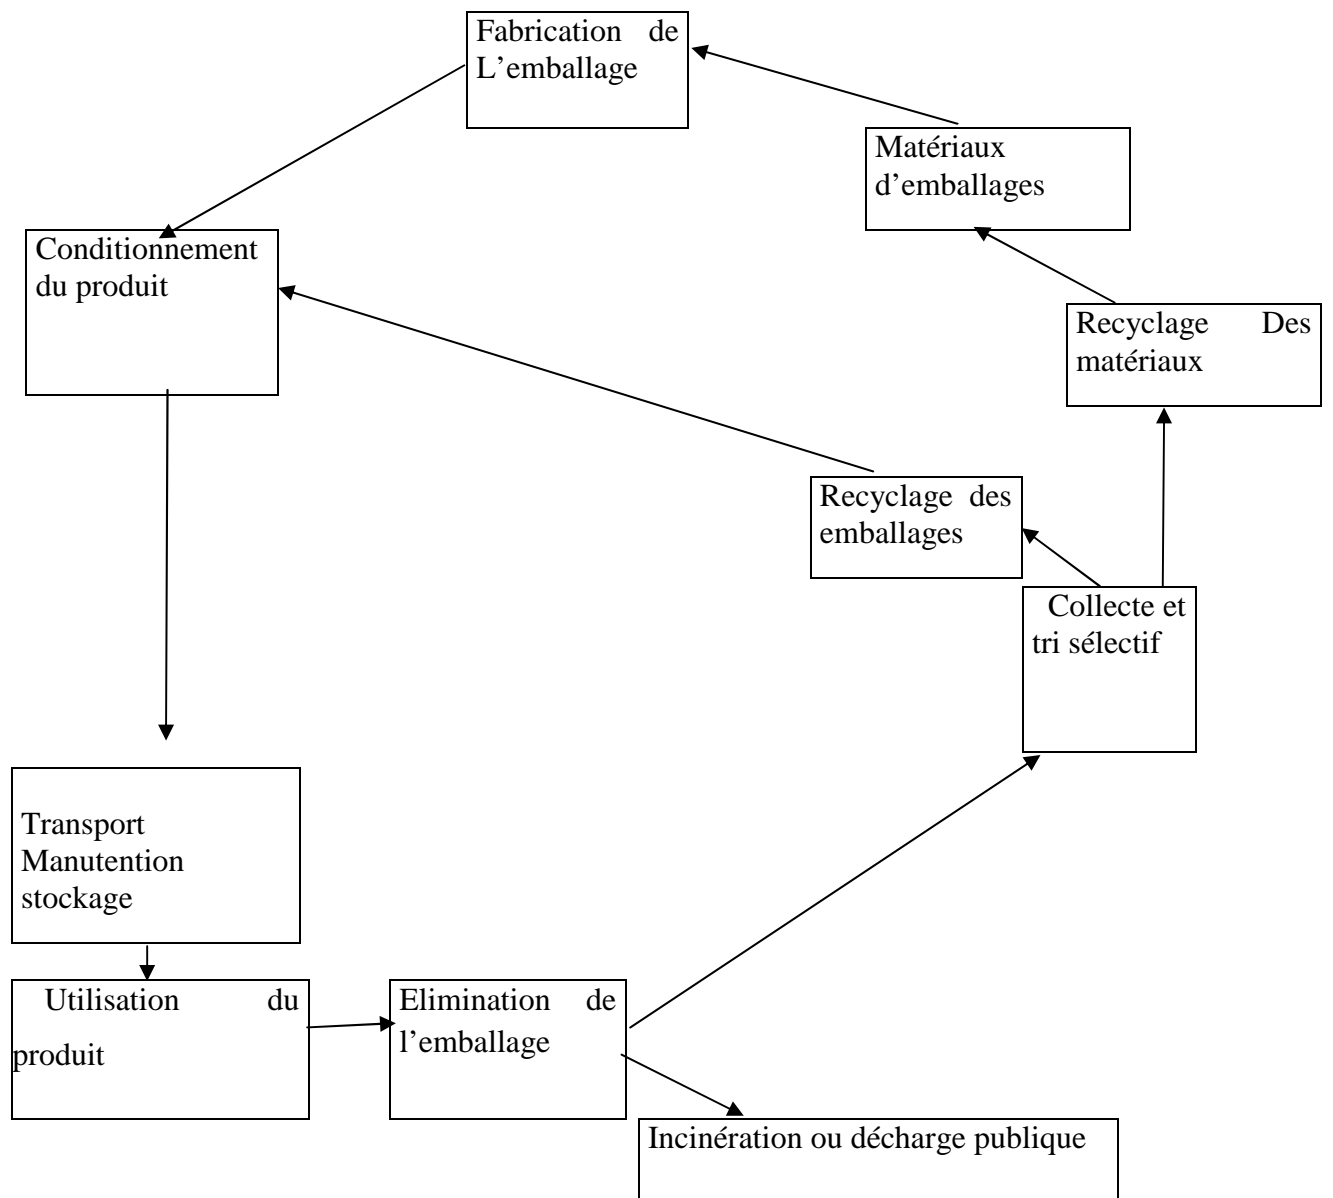 Fabrication de
L’emballage
Matériaux
d’emballages
Conditionnement
du produit
Recyclage Des
matériaux
Recyclage des
emballages
Collecte et
tri sélectif
Transport
Manutention
stockage
Utilisation du
produit
Elimination de
l’emballage
Incinération ou décharge publique